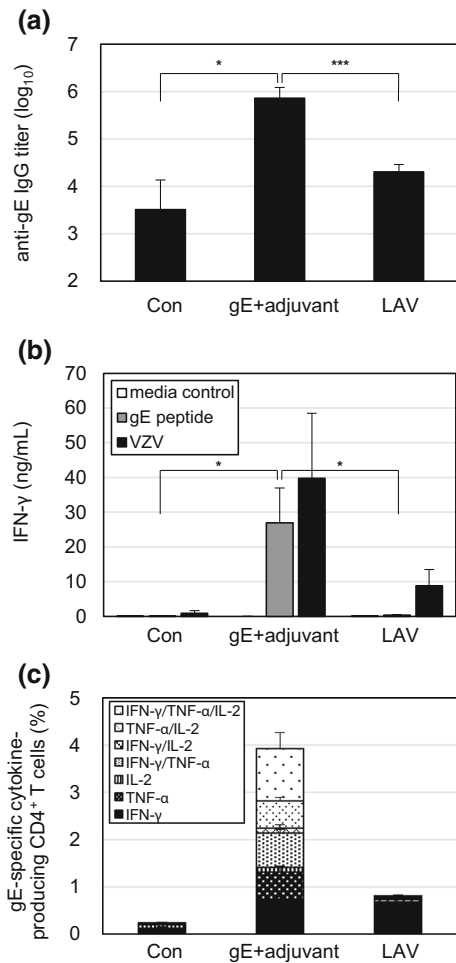 (a)
anti-gE IgG titer (log₁₀)
7
6
5
4
3
2
*
***
Con
gE+adjuvant
LAV
(b)
IFN-γ (ng/mL)
70
60
50
40
30
20
10
0
media control
gE peptide
VZV
*
*
Con
gE+adjuvant
LAV
(c)
gE-specific cytokine-
producing CD4⁺ T cells (%)
5
4
3
2
1
0
IFN-γ/TNF-α/IL-2
TNF-α/IL-2
IFN-γ/IL-2
IFN-γ/TNF-α
IL-2
TNF-α
IFN-γ
Con
gE+adjuvant
LAV